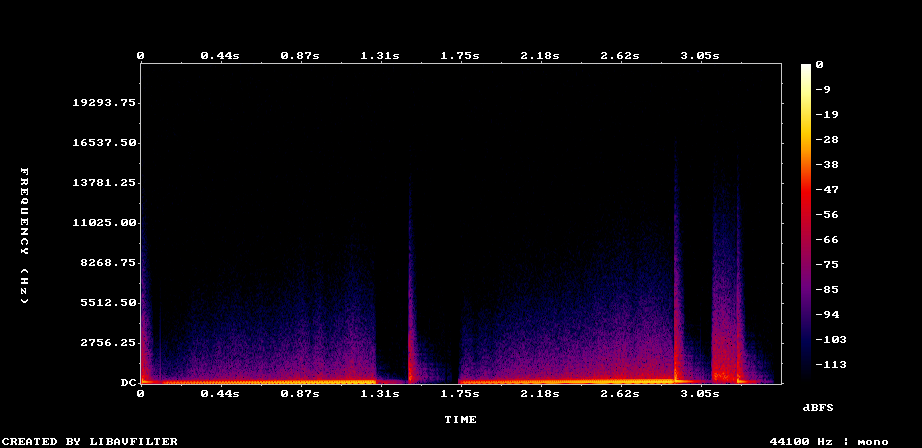 0 0.44s 0.87s 1.31s 1.75s 2.18s 2.62s 3.05s
0
-9
-19
-28
-38
-47
-56
-66
-75
-85
-94
-103
-113
dBFS
19293.75
16537.50
13781.25
11025.00
8268.75
5512.50
2756.25
DC
FREQUENCY (Hz)
0 0.44s 0.87s 1.31s 1.75s 2.18s 2.62s 3.05s
TIME
CREATED BY LIBAVFILTER
44100 Hz | mono